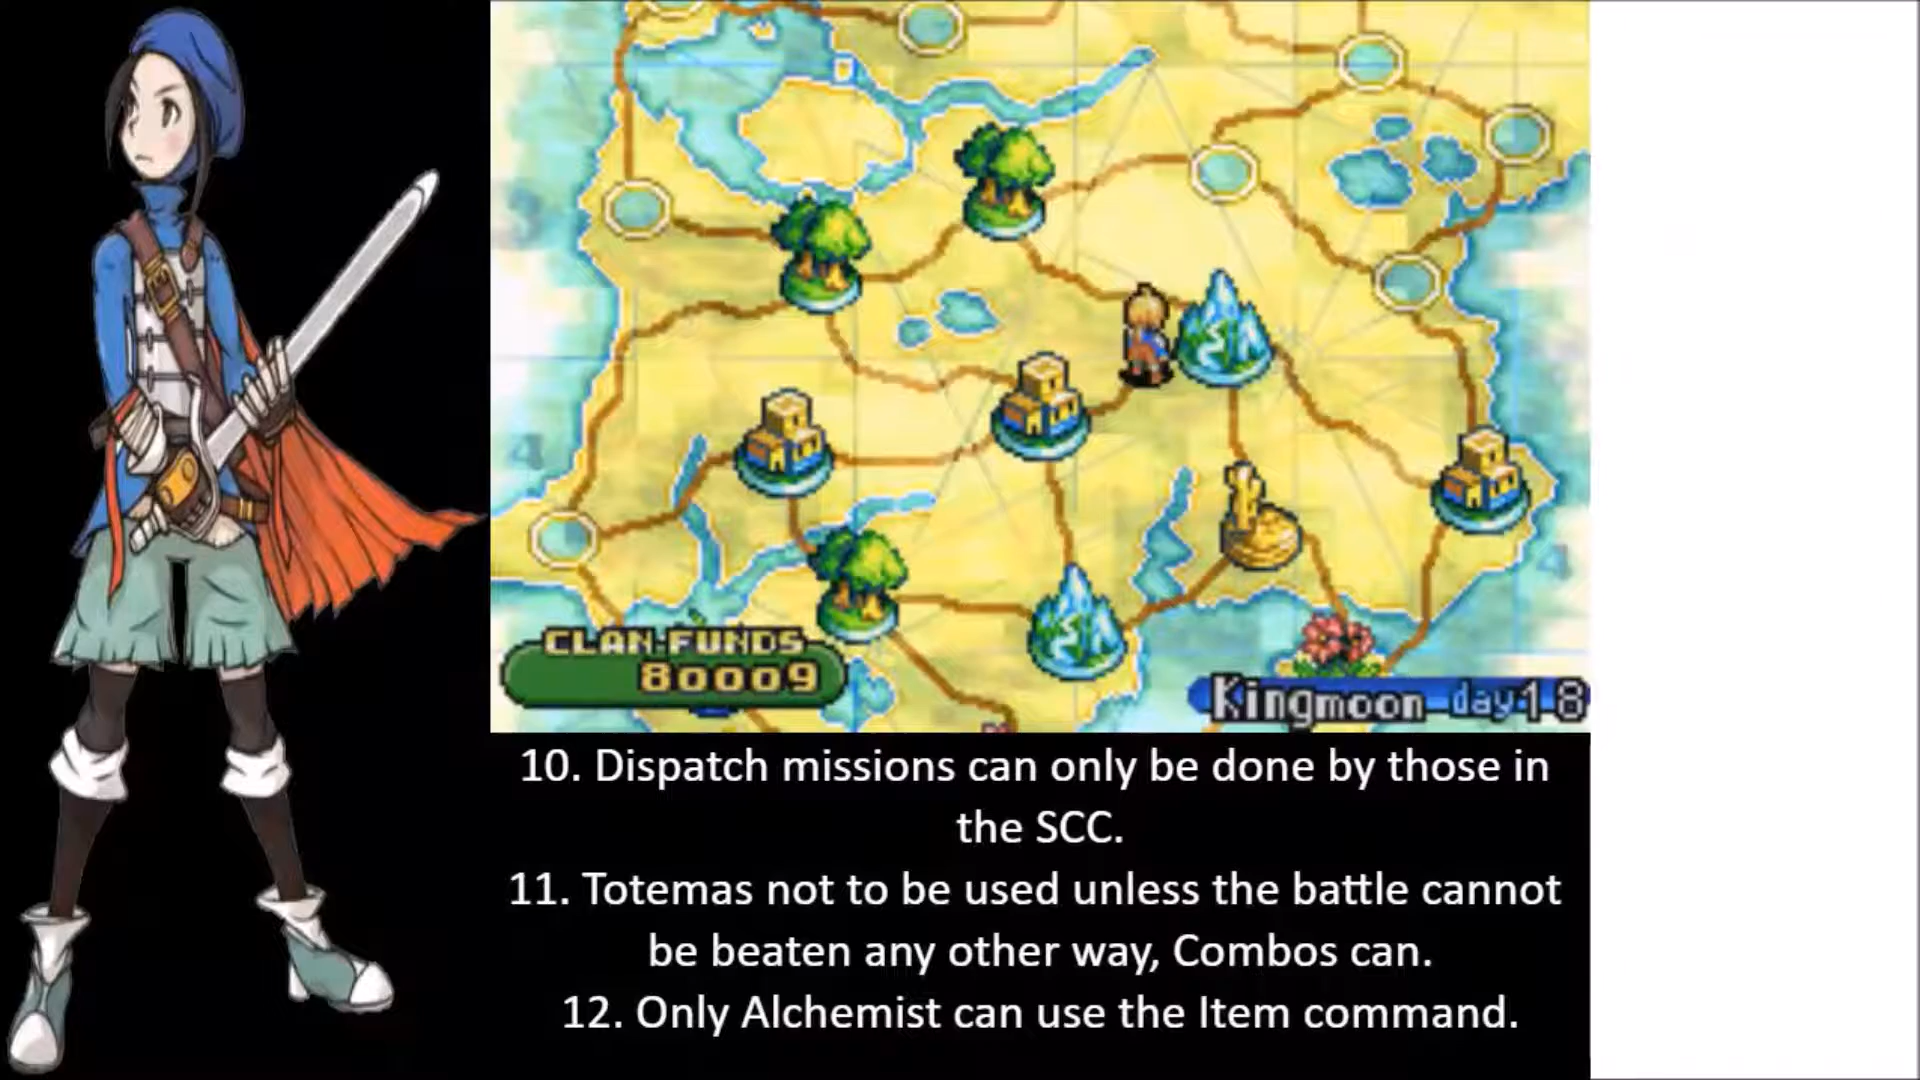 CLAN FUNDS
80009
Kingmoon day 18
10. Dispatch missions can only be done by those in
the SCC.
11. Totemas not to be used unless the battle cannot
be beaten any other way, Combos can.
12. Only Alchemist can use the Item command.